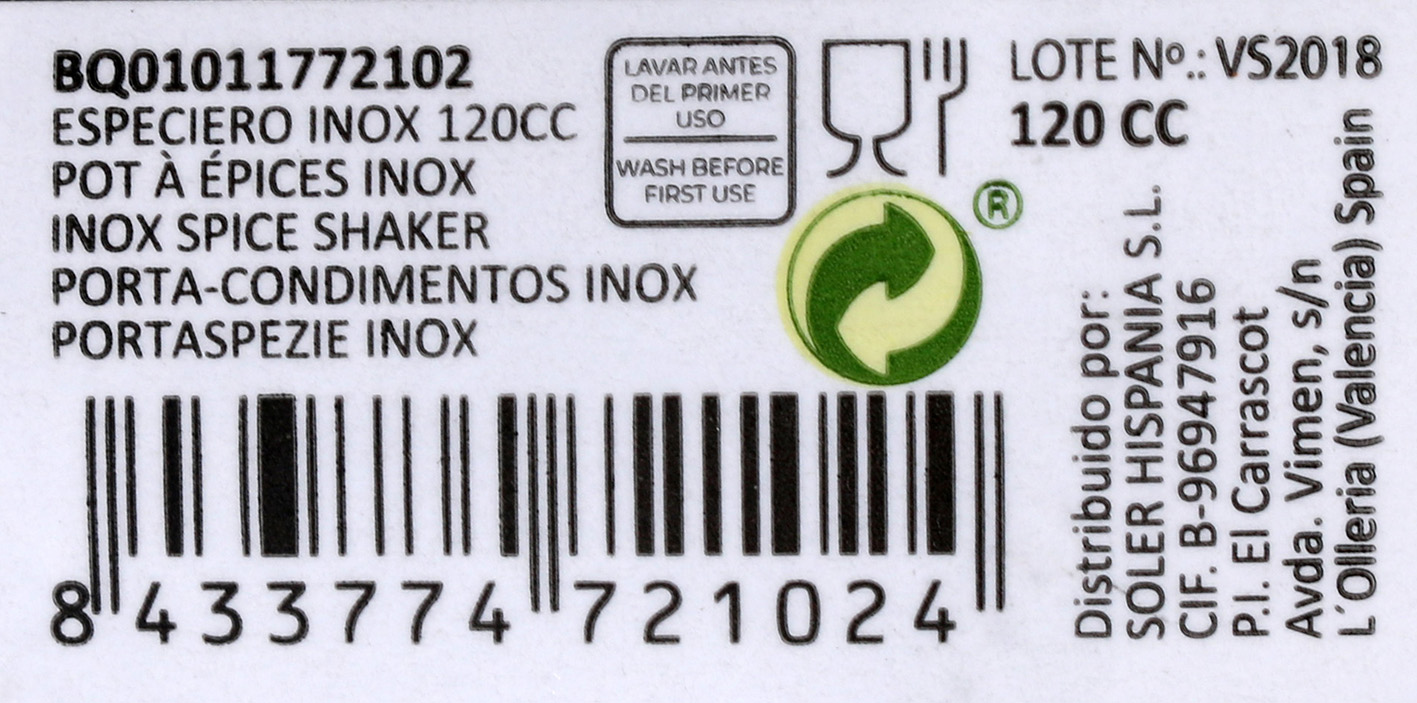 BQ01011772102
ESPECIERO INOX 120CC
POT À ÉPICES INOX
INOX SPICE SHAKER
PORTA-CONDIMENTOS INOX
PORTASPEZIE INOX
LAVAR ANTES
DEL PRIMER
USO
WASH BEFORE
FIRST USE
®
LOTE Nº.: VS2018
120 CC
8 433774 721024
Distribuido por:
SOLER HISPANIA S.L.
CIF. B-96947916
P.I. El Carrascot
Avda. Vimen, s/n
L´Olleria (Valencia) Spain